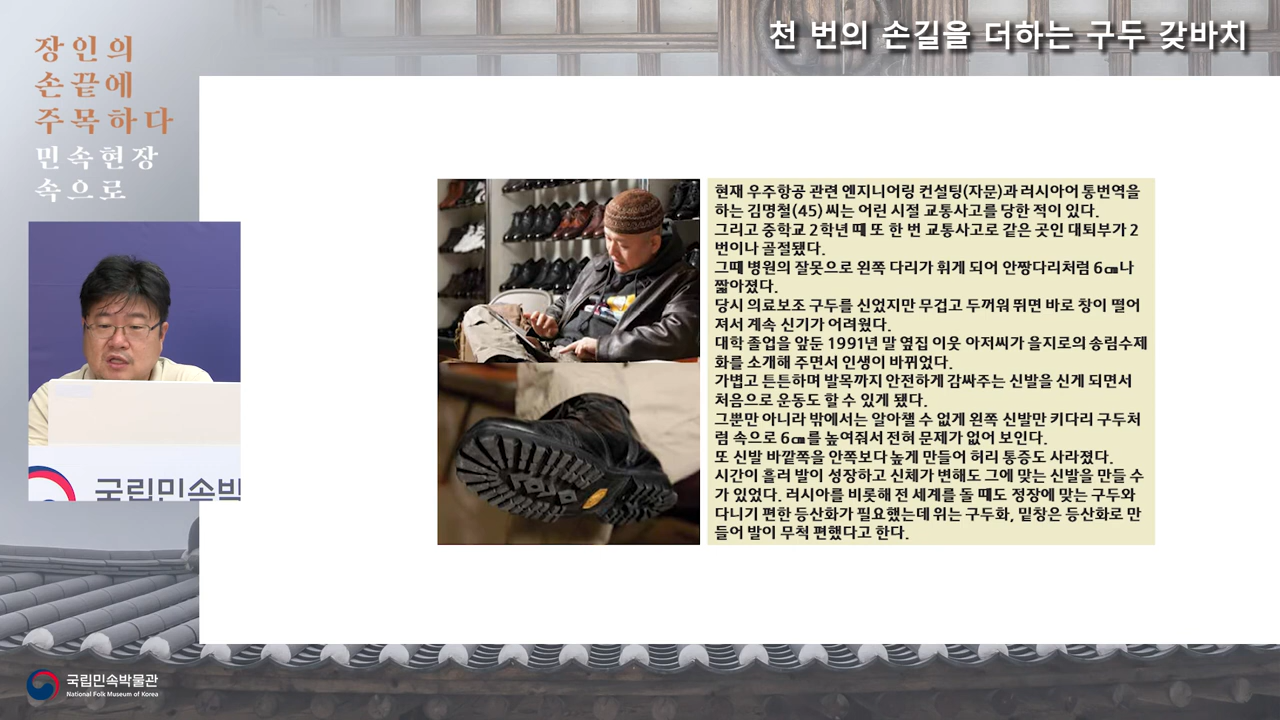 천 번의 손길을 더하는 구두 갖바치
장인의
손끝에
주목하다
민속현장
속으로
국립민속박
현재 우주항공 관련 엔지니어링 컨설팅(자문)과 러시아어 통번역을
하는 김명철(45) 씨는 어린 시절 교통사고를 당한 적이 있다.
그리고 중학교 2학년 때 또 한 번 교통사고로 같은 곳인 대퇴부가 2
번이나 골절됐다.
그때 병원의 잘못으로 왼쪽 다리가 휘게 되어 안짱다리처럼 6㎝나
짧아졌다.
당시 의료보조 구두를 신었지만 무겁고 두꺼워 뛰면 바로 창이 떨어
져서 계속 신기가 어려웠다.
대학 졸업을 앞둔 1991년 말 옆집 이웃 아저씨가 을지로의 송림수제
화를 소개해 주면서 인생이 바뀌었다.
가볍고 튼튼하며 발목까지 안전하게 감싸주는 신발을 신게 되면서
처음으로 운동도 할 수 있게 됐다.
그뿐만 아니라 밖에서는 알아챌 수 없게 왼쪽 신발만 키다리 구두처
럼 속으로 6㎝를 높여줘서 전혀 문제가 없어 보인다.
또 신발 바깥쪽을 안쪽보다 높게 만들어 허리 통증도 사라졌다.
시간이 흘러 발이 성장하고 신체가 변해도 그에 맞는 신발을 만들 수
가 있었다. 러시아를 비롯해 전 세계를 돌 때도 정장에 맞는 구두와
다니기 편한 등산화가 필요했는데 위는 구두화, 밑창은 등산화로 만
들어 발이 무척 편했다고 한다.
국립민속박물관
National Folk Museum of Korea